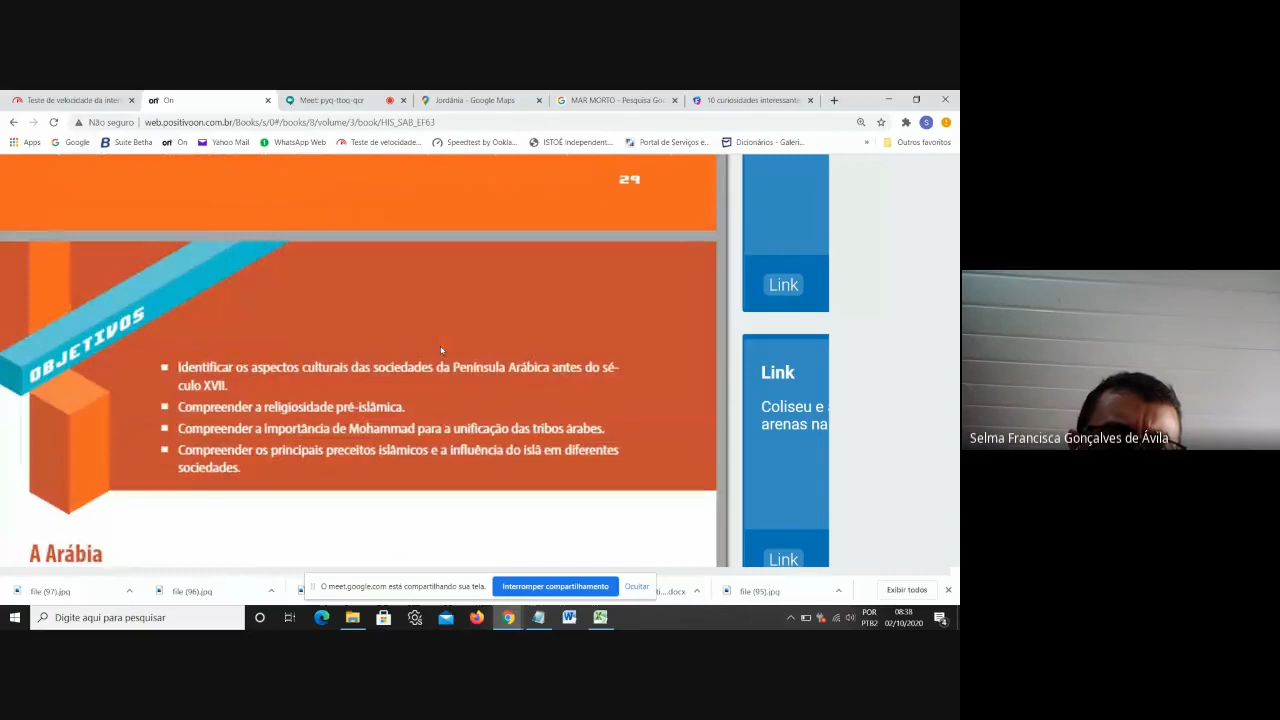 Teste de velocidade da inter
On
Meet: pyq-ttoq-qcr
Jordânia - Google Maps
MAR MORTO - Pesquisa Goo
10 curiosidades interessante
Não seguro
web.positivoon.com.br/Books/s/0#/books/8/volume/3/book/HIS_SAB_EF63
Apps
Google
Suite Betha
On
Yahoo Mail
WhatsApp Web
Teste de velocidade...
Speedtest by Ookla...
ISTOÉ Independent...
Portal de Serviços e...
Dicionários - Galeri...
»
Outros favoritos
29
Link
OBJETIVOS
Identificar os aspectos culturais das sociedades da Península Arábica antes do sé-
culo XVII.
Compreender a religiosidade pré-islâmica.
Compreender a importância de Mohammad para a unificação das tribos árabes.
Compreender os principais preceitos islâmicos e a influência do islã em diferentes
sociedades.
Link
Coliseu e
arenas na
Link
A Arábia
Selma Francisca Gonçalves de Ávila
file (97).jpg
file (96).jpg
O meet.google.com está compartilhando sua tela.
Interromper compartilhamento
Ocultar
....docx
file (95).jpg
Exibir todos
Digite aqui para pesquisar
POR
PTB2
08:38
02/10/2020